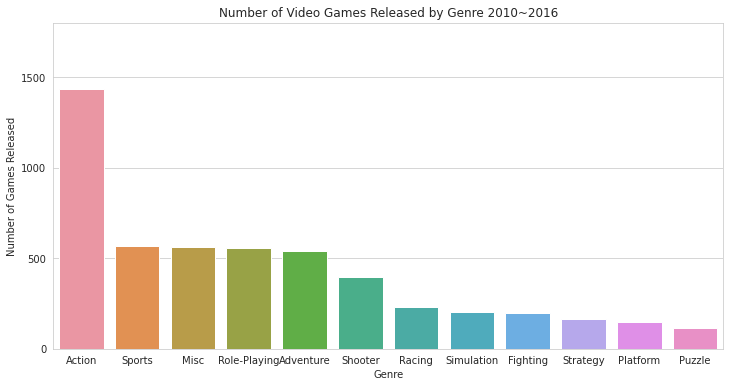 Number of Video Games Released by Genre 2010~2016
Number of Games Released
1500
1000
500
0
Action Sports Misc Role-Playing Adventure Shooter Racing Simulation Fighting Strategy Platform Puzzle
Genre